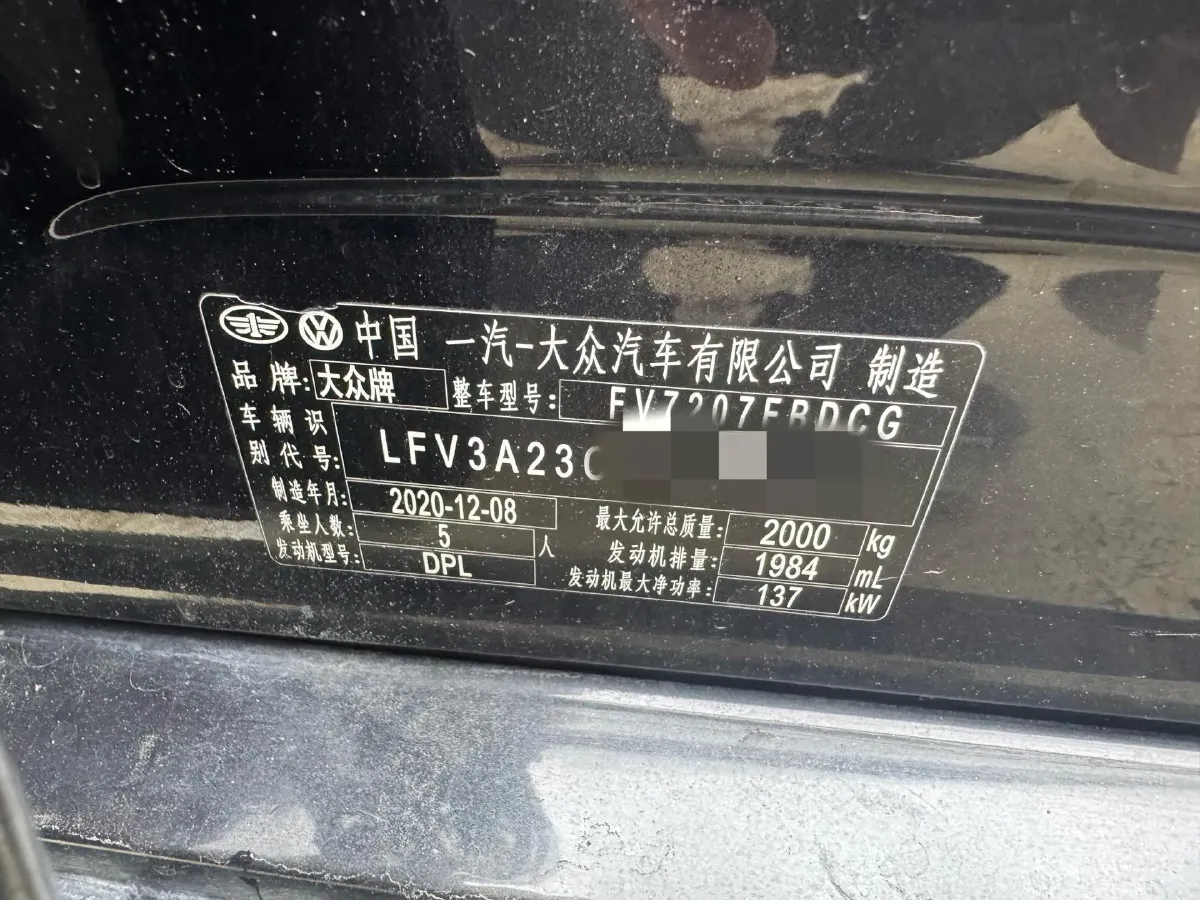 中国 一汽-大众汽车有限公司 制造
品牌: 大众牌 整车型号: FV7207FBDCG
车辆识别代号: LFV3A23C
制造年月: 2020-12-08
乘坐人数: 5 人
发动机型号: DPL
最大允许总质量: 2000 kg
发动机排量: 1984 mL
发动机最大净功率: 137 kW